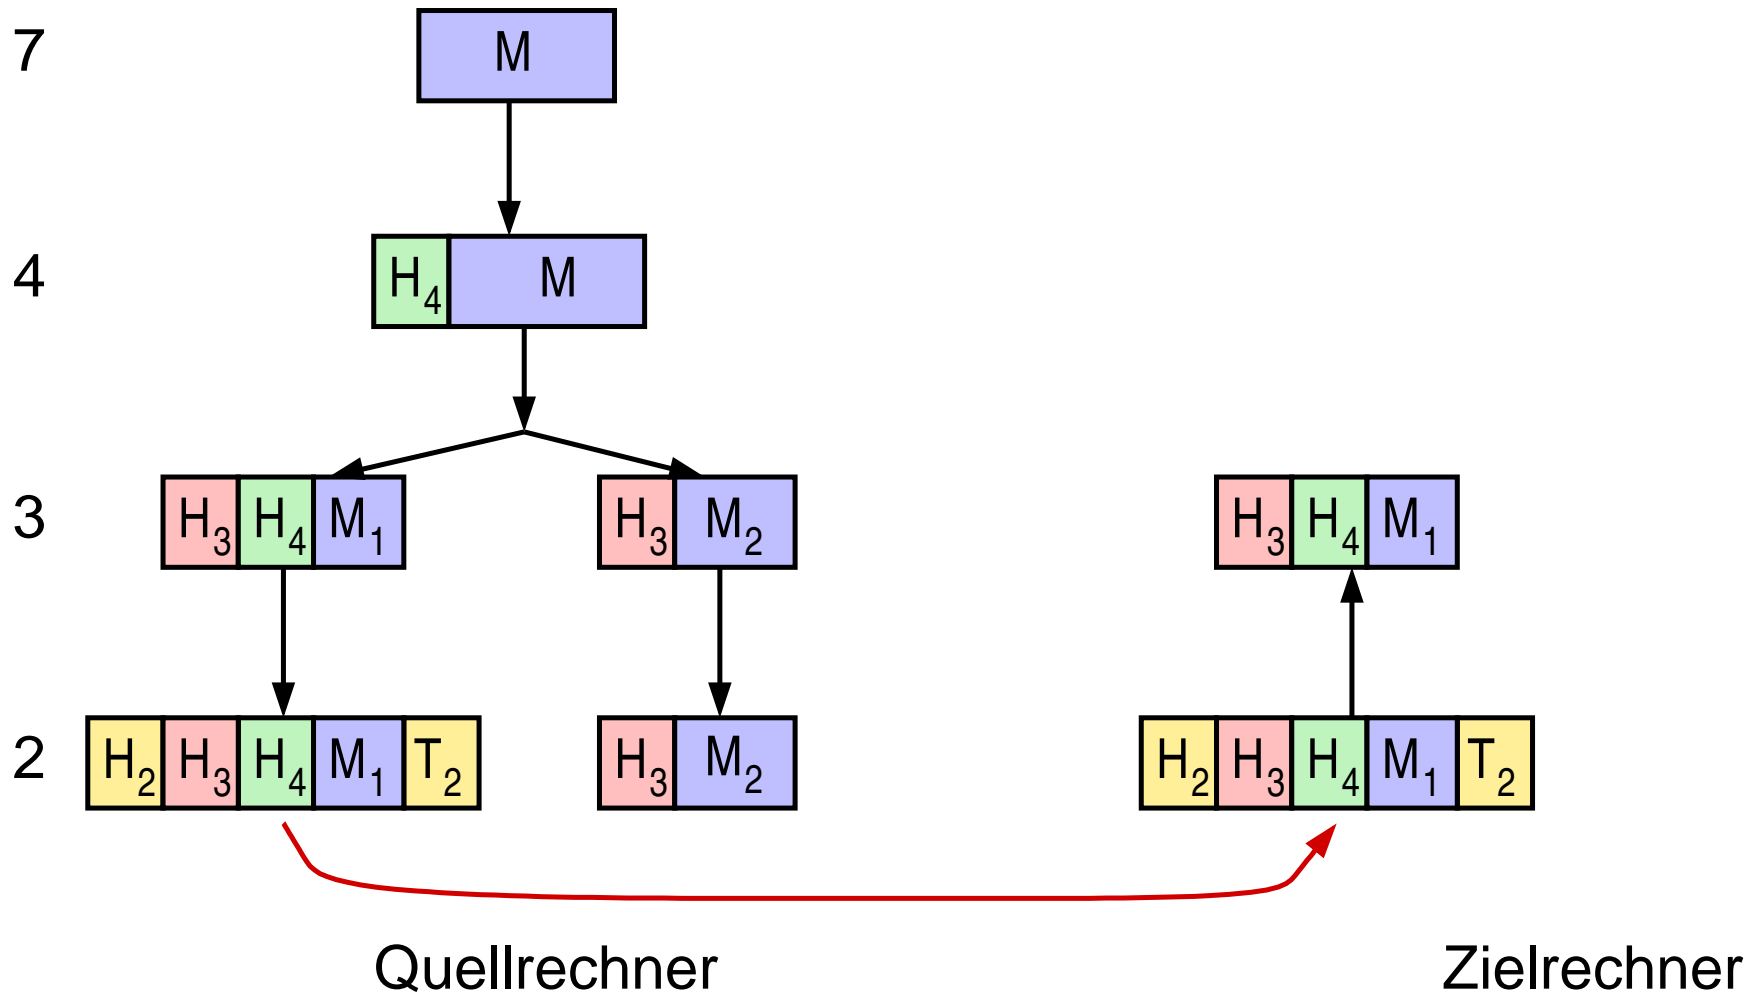 7 M
4 H₄ M
3 H₃ H₄ M₁ H₃ M₂ H₃ H₄ M₁
2 H₂ H₃ H₄ M₁ T₂ H₃ M₂ H₂ H₃ H₄ M₁ T₂
Quellrechner Zielrechner